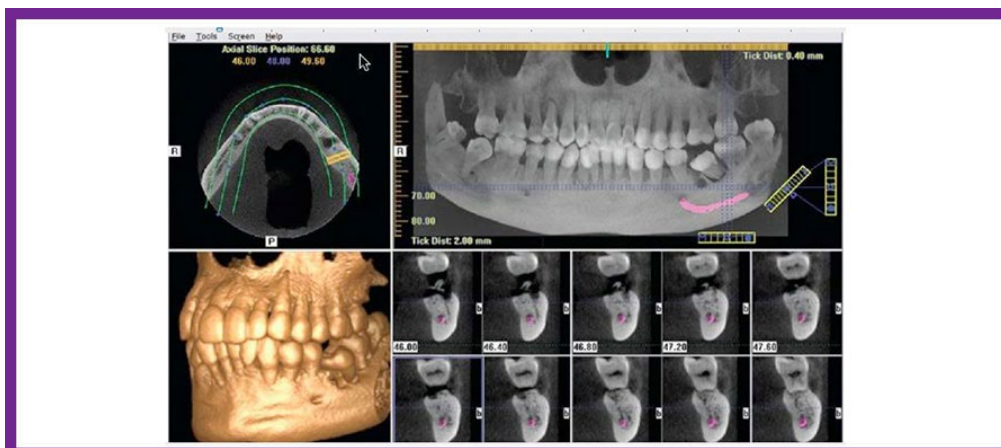 File Tools Screen Help
Axial Slice Position: 66.60
46.00 48.00 49.60
R
P
Tick Dist: 0.40 mm
R
70.00
80.00
Tick Dist: 2.00 mm
b
b
b
b
b
46.00
46.40
46.80
47.20
47.60
b
b
b
b
b